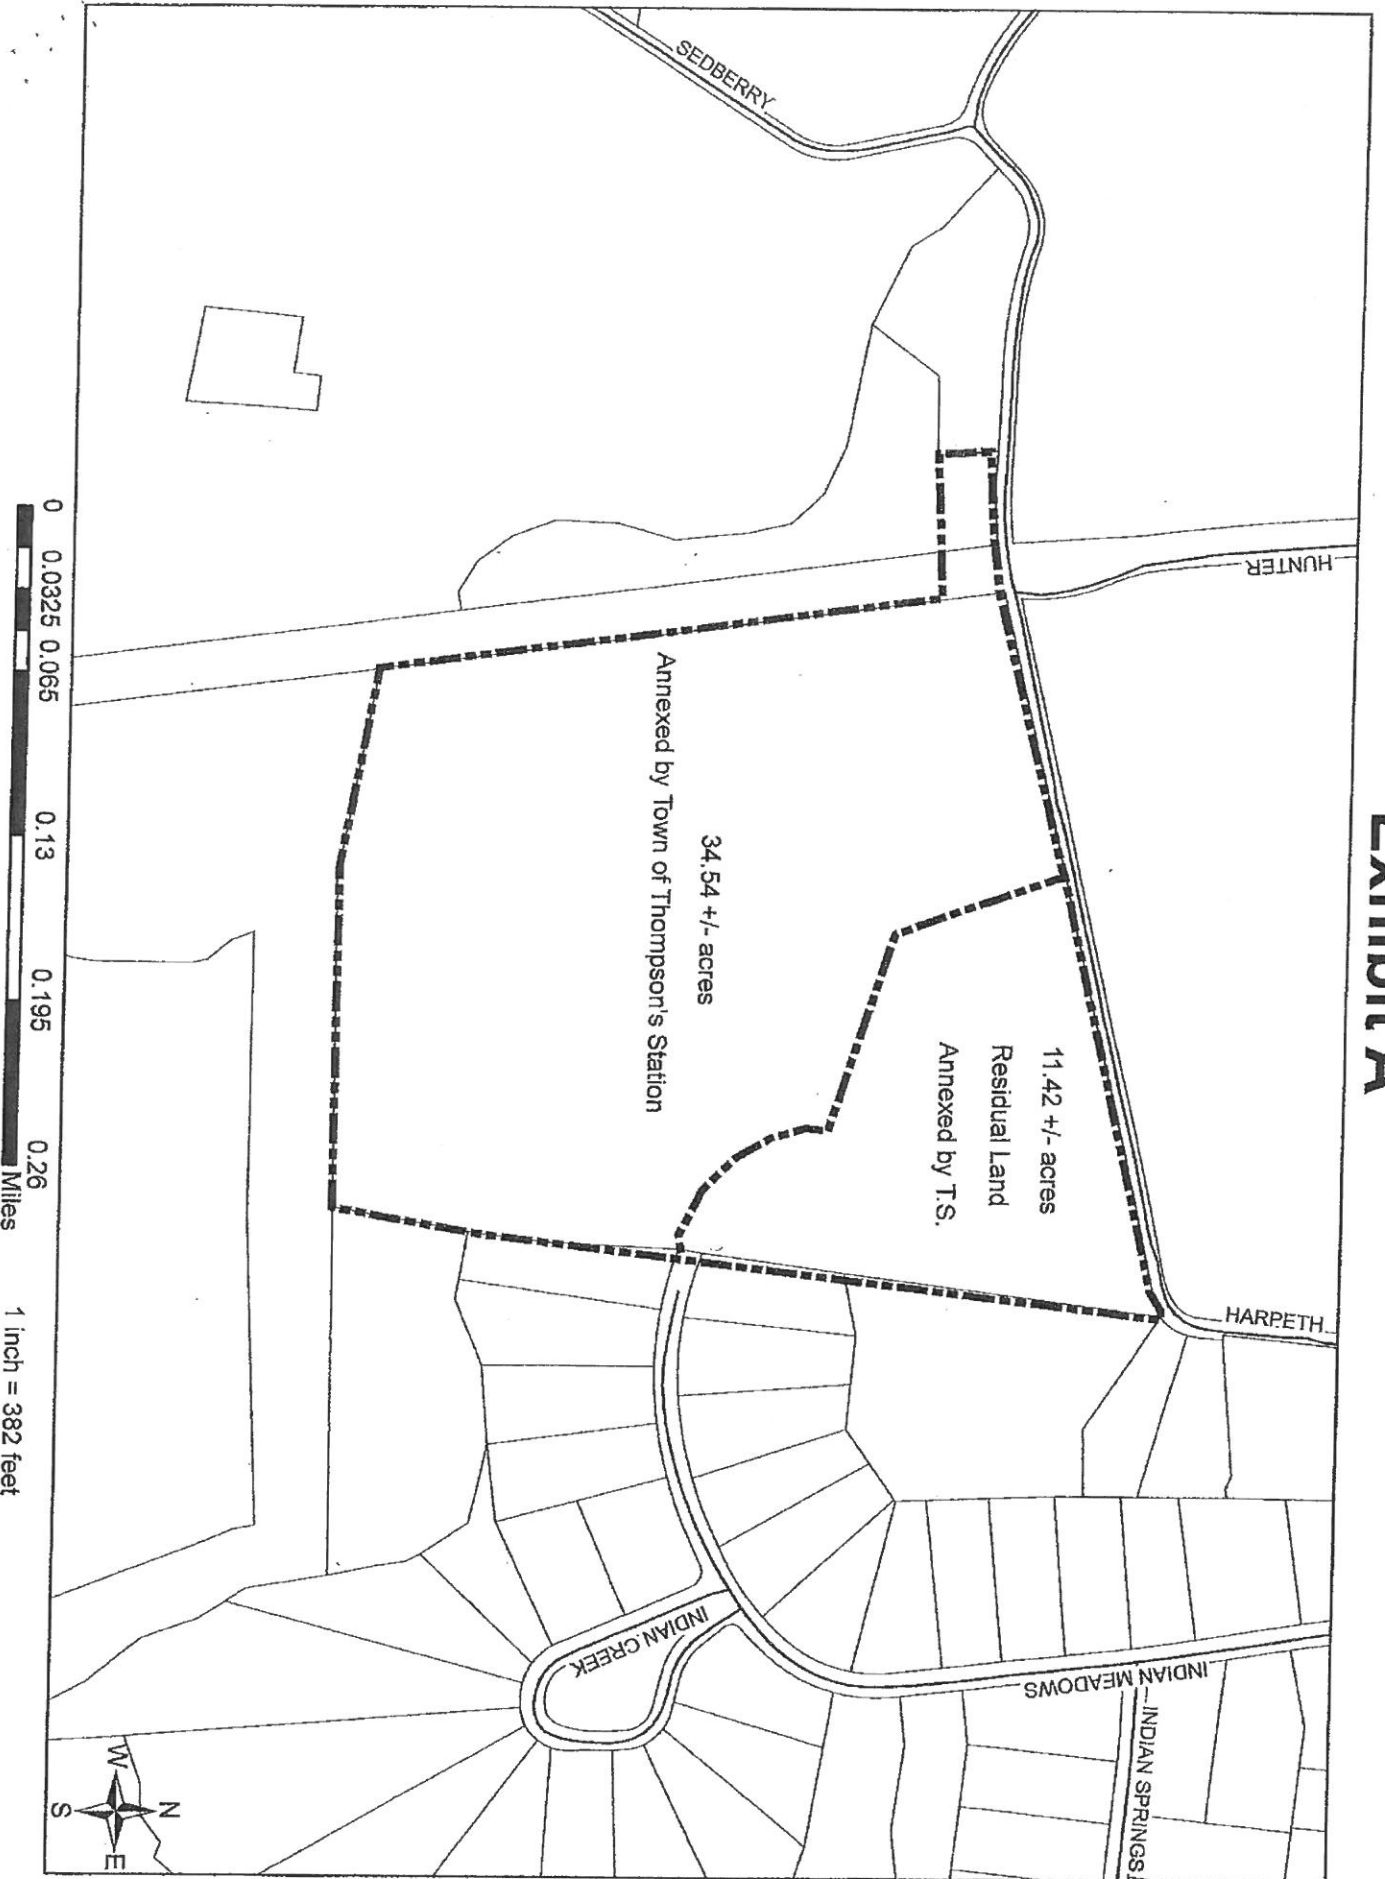 Exhibit A
SEDBERRY
HUNTER
HARPETH
11.42 +/- acres
Residual Land
Annexed by T.S.
34.54 +/- acres
Annexed by Town of Thompson's Station
INDIAN MEADOWS
INDIAN SPRINGS
INDIAN CREEK
N
W
E
S
0 0.0325 0.065 0.13 0.195 0.26
Miles
1 inch = 382 feet